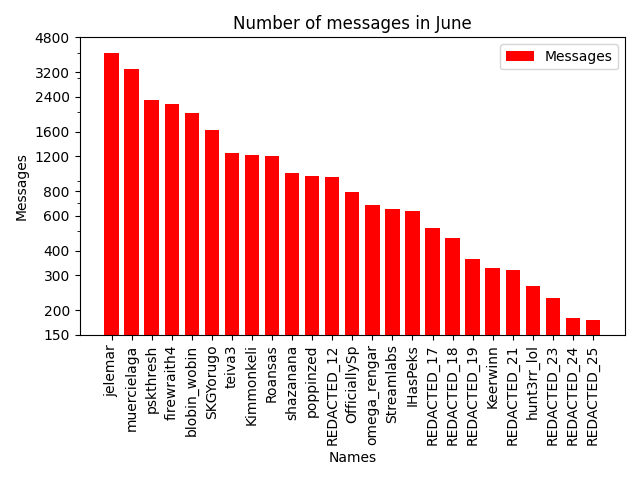 Number of messages in June
Messages
4800
3200
2400
1600
1200
800
600
400
300
200
150
Messages
jelemar
muercielaga
pskthresh
firewraith4
blobin_wobin
SKGYorugo
teiva3
Kimmonkeli
Roansas
shazanana
poppinzed
REDACTED_12
OfficiallySp
omega_rengar
Streamlabs
IHasPeks
REDACTED_17
REDACTED_18
REDACTED_19
Keerwinn
REDACTED_21
hunt3rr_lol
REDACTED_23
REDACTED_24
REDACTED_25
Names